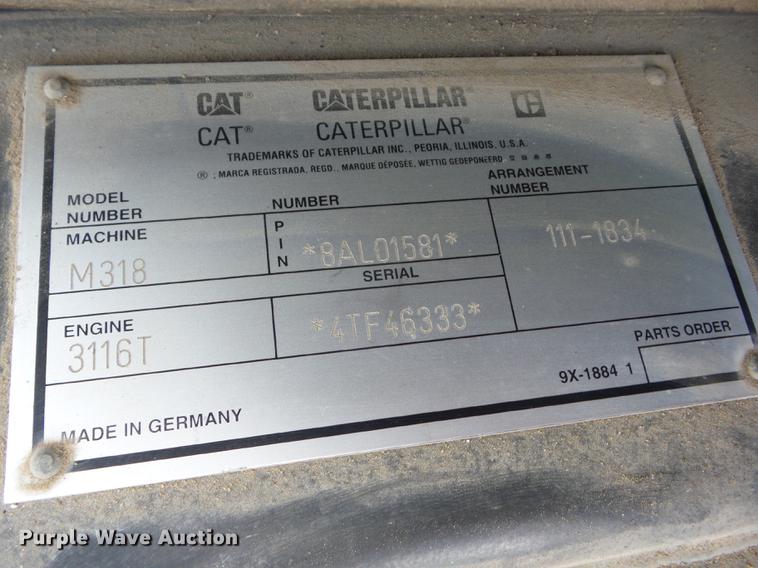 CAT® CATERPILLAR®
CAT® CATERPILLAR®
TRADEMARKS OF CATERPILLAR INC., PEORIA, ILLINOIS, U.S.A.
® ; MARCA REGISTRADA, REGD., MARQUE DÉPOSÉE, WETTIG GEDEPONEERD
MODEL NUMBER
NUMBER
ARRANGEMENT NUMBER
MACHINE
M318
PIN
*8AL01581*
111-1834
SERIAL
ENGINE
3116T
*4TF46333*
PARTS ORDER
9X-1884 1
MADE IN GERMANY
Purple Wave Auction